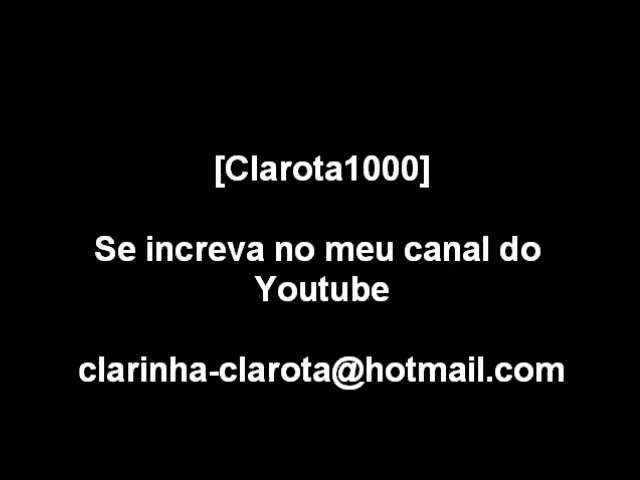 [Clarota1000]
Se increva no meu canal do
Youtube
clarinha-clarota@hotmail.com